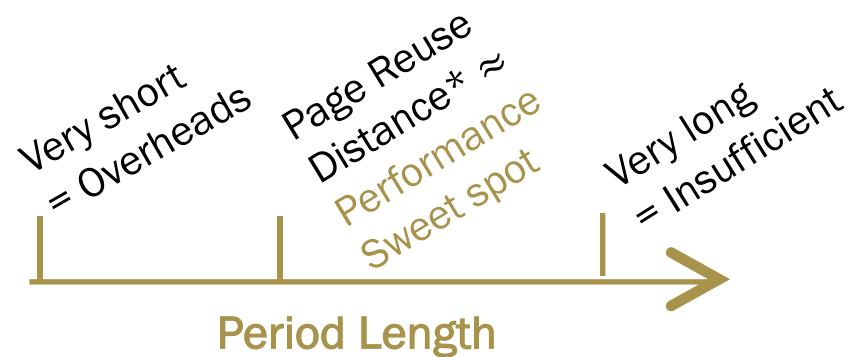 Very short
= Overheads
Page Reuse
Distance* ≈
Performance
Sweet spot
Very long
= Insufficient
Period Length